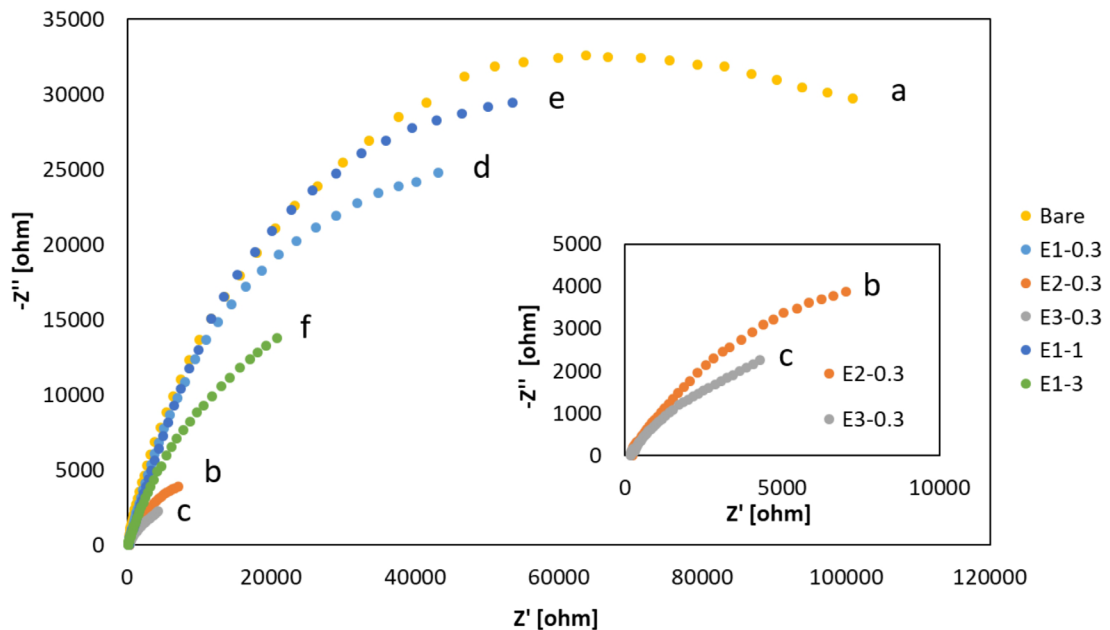 35000
30000
25000
20000
15000
10000
5000
0
-Z'' [ohm]
0
20000
40000
60000
80000
100000
120000
Z' [ohm]
a
e
d
f
b
c
5000
4000
3000
2000
1000
0
-Z'' [ohm]
0
5000
10000
Z' [ohm]
b
c
E2-0.3
E3-0.3
Bare
E1-0.3
E2-0.3
E3-0.3
E1-1
E1-3